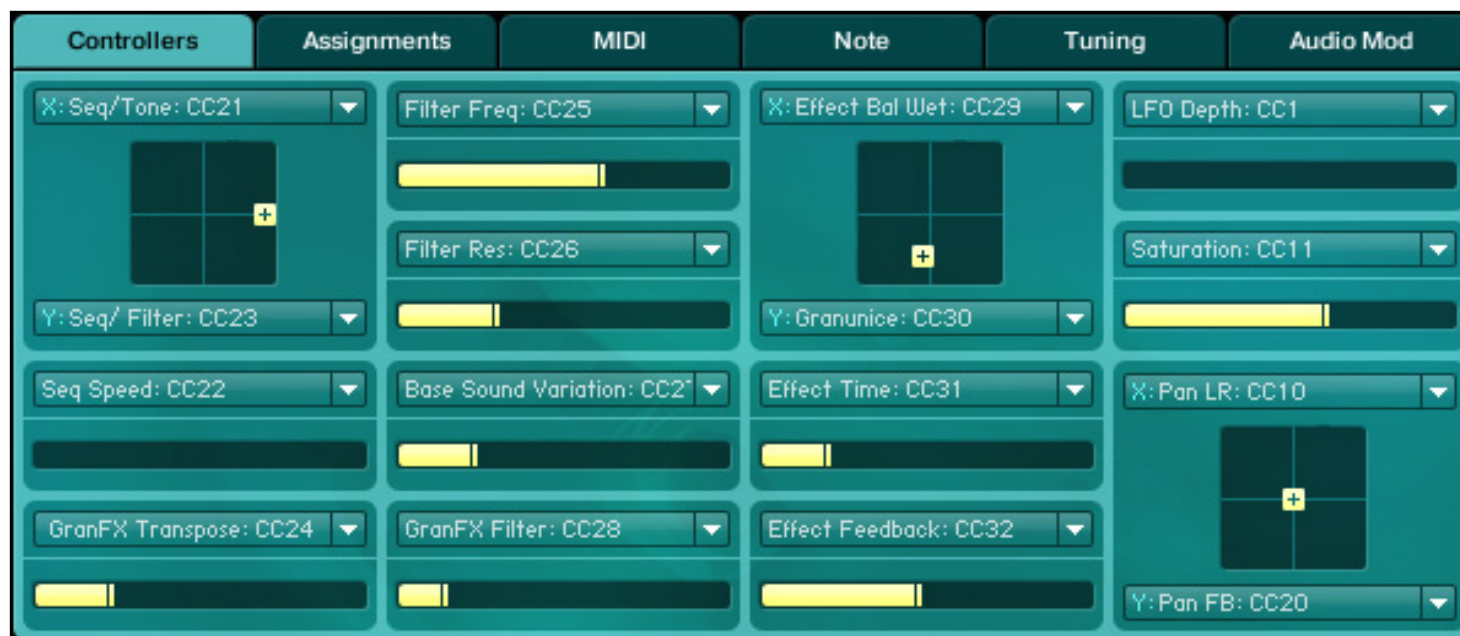 Controllers
Assignments
MIDI
Note
Tuning
Audio Mod
X: Seq/Tone: CC21
Y: Seq/ Filter: CC23
Seq Speed: CC22
GranFX Transpose: CC24
Filter Freq: CC25
Filter Res: CC26
Base Sound Variation:
GranFX Filter: CC28
X: Effect Bal Wet: CC29
Y: Granunice: CC30
Effect Time: CC31
Effect Feedback: CC32
LFO Depth: CC1
Saturation: CC11
X: Pan LR: CC10
Y: Pan FB: CC20